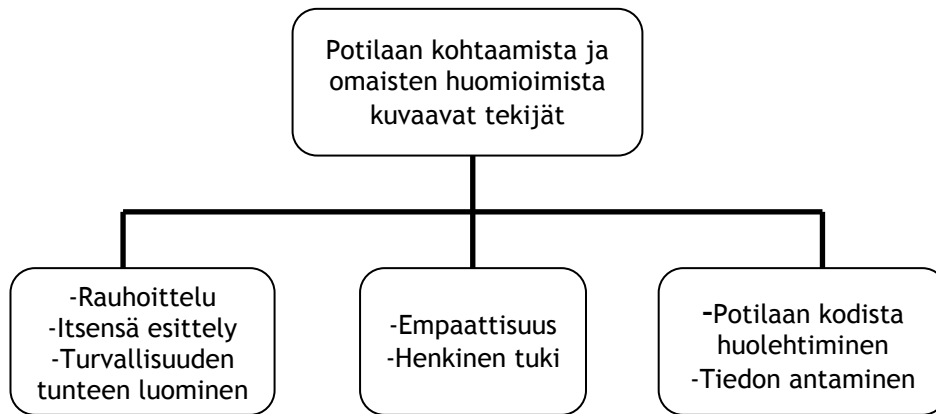 Potilaan kohtaamista ja
omaisten huomioimista
kuvaavat tekijät
-Rauhoittelu
-Itsensä esittely
-Turvallisuuden
tunteen luominen
-Empaattisuus
-Henkinen tuki
-Potilaan kodista
huolehtiminen
-Tiedon antaminen